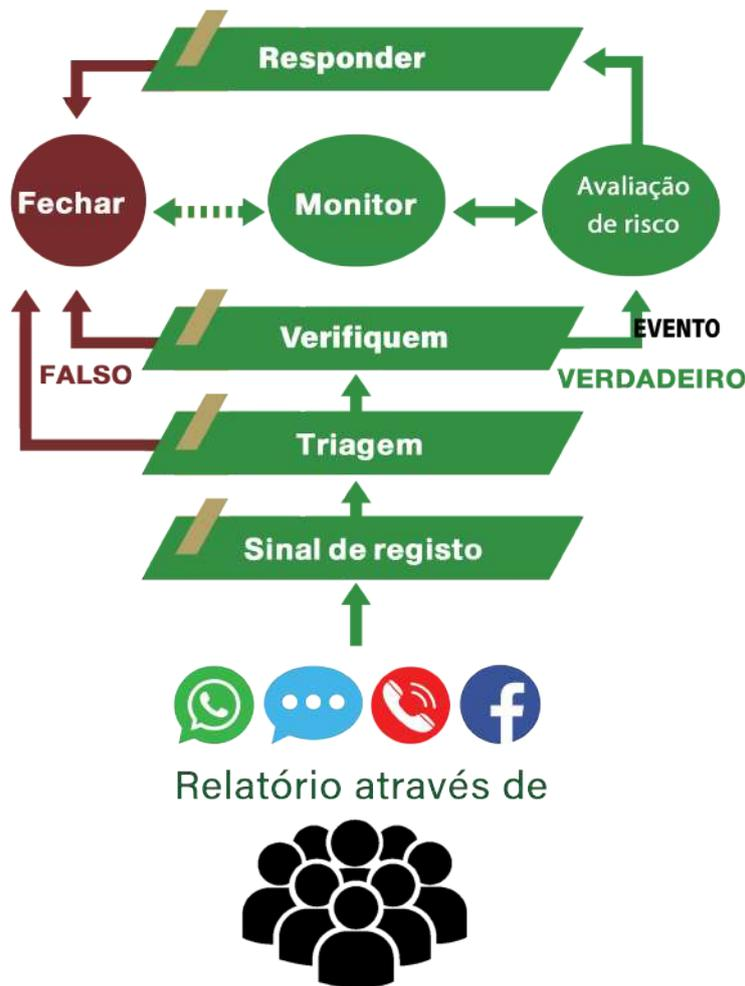 Responder
Fechar
Monitor
Avaliação
de risco
Verifiquem
EVENTO
FALSO
VERDADEIRO
Triagem
Sinal de registo
Relatório através de